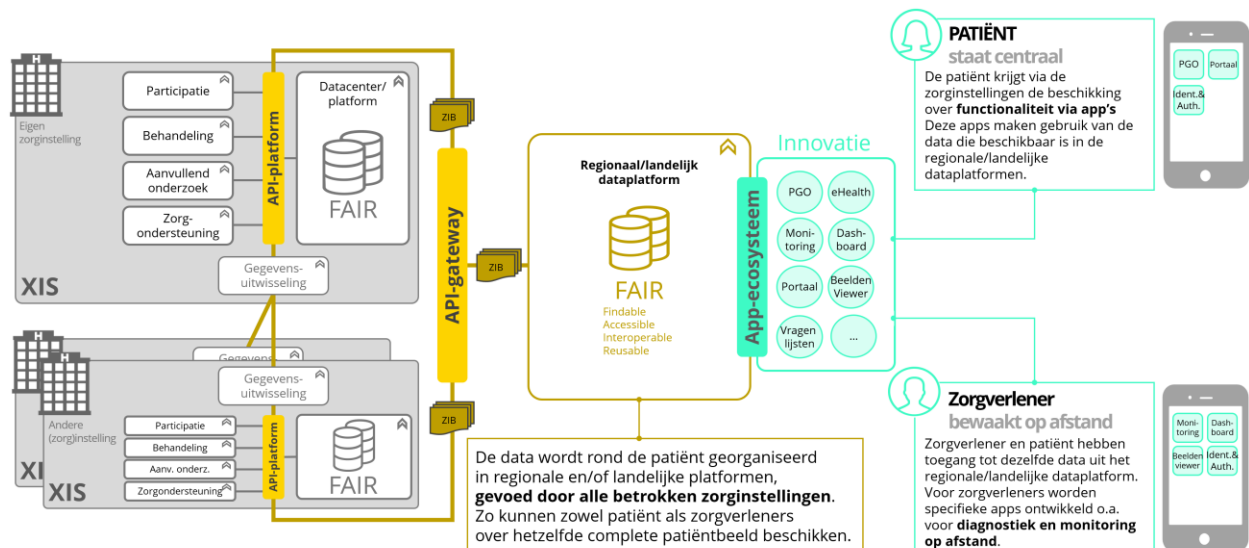 H
Eigen
zorginstelling
XIS
Participatie
Behandeling
Aanvullend
onderzoek
Zorg-
ondersteuning
API-platform
Datacenter/
platform
FAIR
Gegevens-
uitwisseling
H
H
Gegevens-
Gegevens-
uitwisseling
Andere
(zorg)instelling
Participatie
Behandeling
Aanv. onderz.
Zorgondersteuning
XI
XIS
API-platform
FAIR
ZIB
API-gateway
ZIB
ZIB
Regionaal/landelijk
dataplatform
FAIR
Findable
Accessible
Interoperable
Reusable
De data wordt rond de patiënt georganiseerd
in regionale en/of landelijke platformen,
gevoed door alle betrokken zorginstellingen.
Zo kunnen zowel patiënt als zorgverleners
over hetzelfde complete patiëntbeeld beschikken.
App-ecosysteem
Innovatie
PGO
eHealth
Moni-
toring
Dash-
board
Portaal
Beelden
Viewer
Vragen
lijsten
...
PATIËNT
staat centraal
De patiënt krijgt via de
zorginstellingen de beschikking
over functionaliteit via app's
Deze apps maken gebruik van de
data die beschikbaar is in de
regionale/landelijke
dataplatformen.
PGO
Portaal
Ident.&
Auth.
Zorgverlener
bewaakt op afstand
Zorgverlener en patiënt hebben
toegang tot dezelfde data uit het
regionale/landelijke dataplatform.
Voor zorgverleners worden
specifieke apps ontwikkeld o.a.
voor diagnostiek en monitoring
op afstand.
Moni-
toring
Dash-
board
Beelden
viewer
Ident.&
Auth.